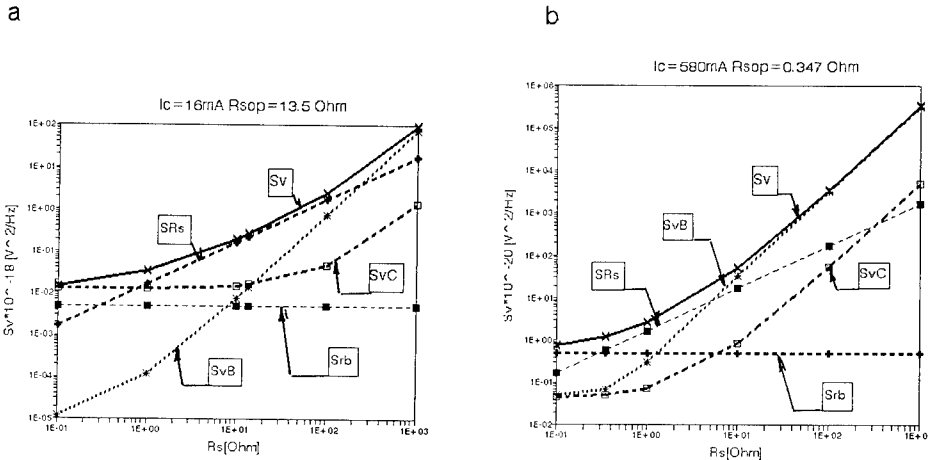 a
Ic=16mA Rsop=13.5 Ohm
Sv*10^-18 [V^2/Hz]
1E+02
1E+01
1E+00
1E-01
1E-02
1E-03
1E-04
1E-05
1E-01
1E+00
1E+01
1E+02
1E+03
Rs[Ohm]
Sv
SRs
SvC
SvB
Srb
b
Ic=580mA Rsop=0.347 Ohm
Sv*10^-20 [V^2/Hz]
1E+06
1E+05
1E+04
1E+03
1E+02
1E+01
1E+00
1E-01
1E-02
1E-01
1E+00
1E+01
1E+02
1E+0
Rs[Ohm]
Sv
SvB
SRs
SvC
Srb